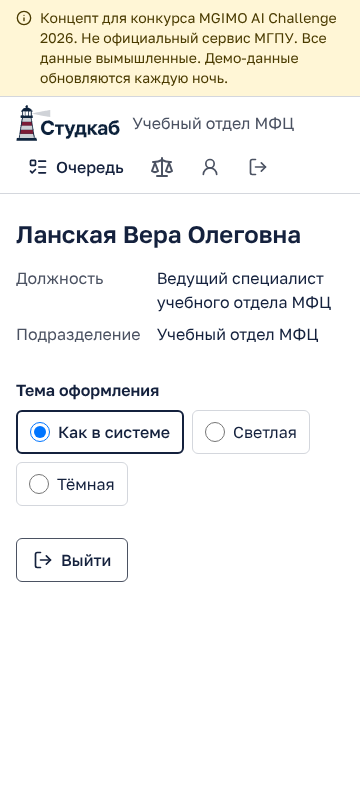 Концепт для конкурса MGIMO AI Challenge
2026. Не официальный сервис МГПУ. Все
данные вымышленные. Демо-данные
обновляются каждую ночь.
Студкаб Учебный отдел МФЦ
Очередь
Ланская Вера Олеговна
Должность Ведущий специалист
учебного отдела МФЦ
Подразделение Учебный отдел МФЦ
Тема оформления
Как в системе Светлая
Тёмная
Выйти